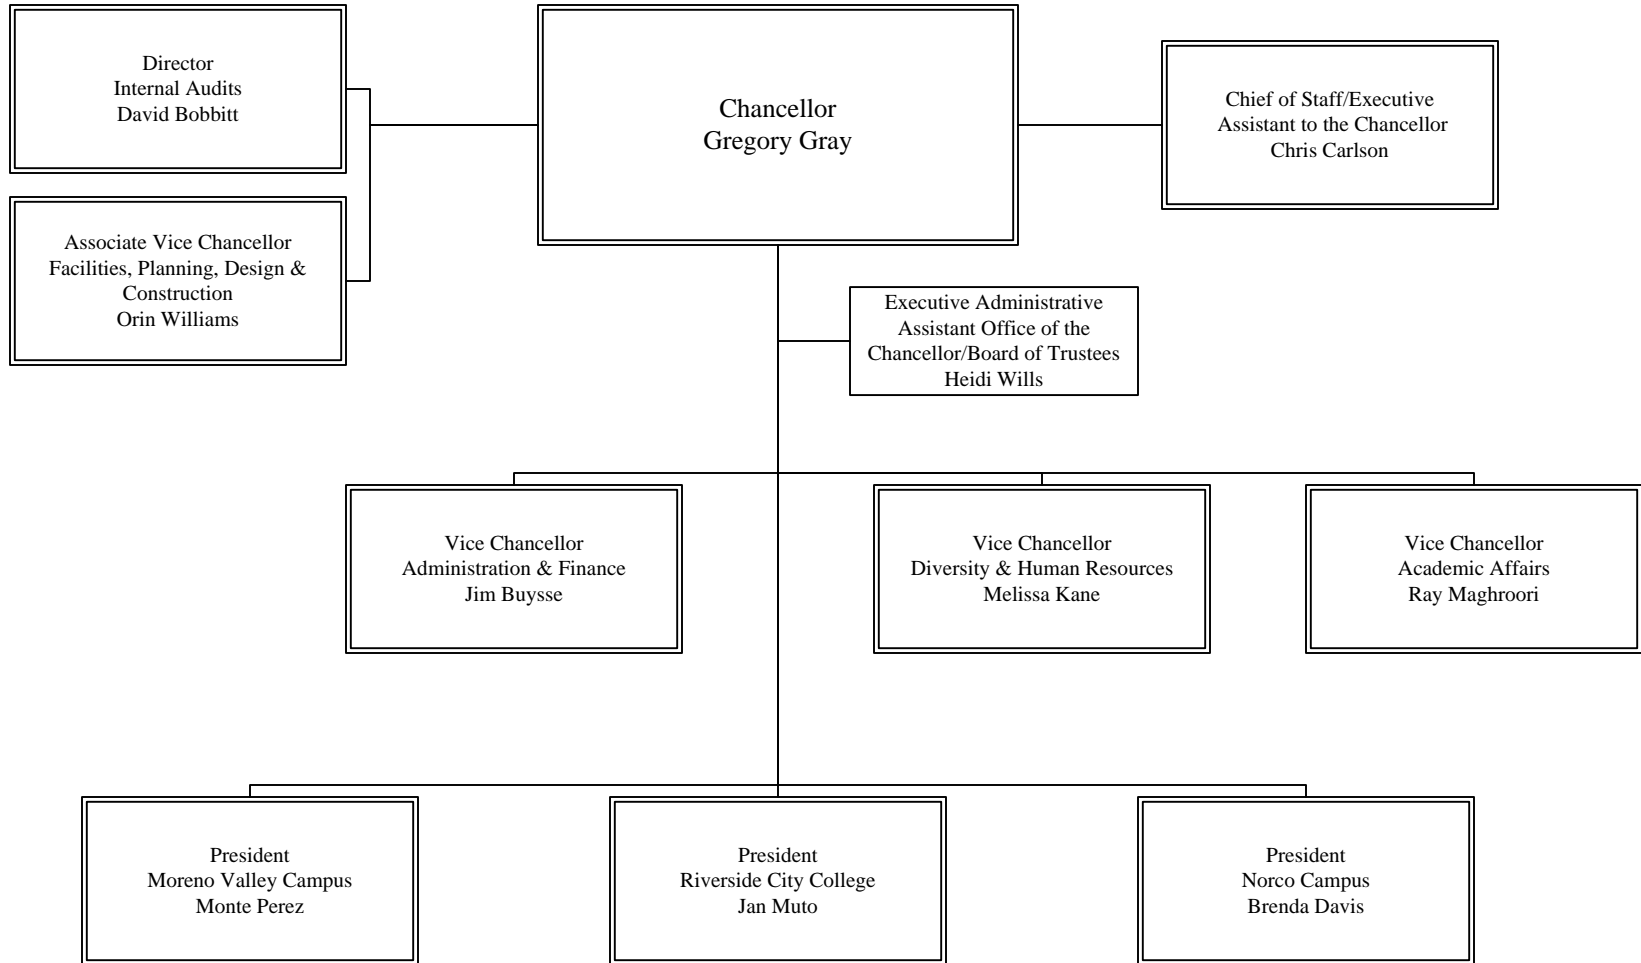 Director
Internal Audits
David Bobbitt
Chancellor
Gregory Gray
Chief of Staff/Executive
Assistant to the Chancellor
Chris Carlson
Associate Vice Chancellor
Facilities, Planning, Design &
Construction
Orin Williams
Executive Administrative
Assistant Office of the
Chancellor/Board of Trustees
Heidi Wills
Vice Chancellor
Administration & Finance
Jim Buysse
Vice Chancellor
Diversity & Human Resources
Melissa Kane
Vice Chancellor
Academic Affairs
Ray Maghroori
President
Moreno Valley Campus
Monte Perez
President
Riverside City College
Jan Muto
President
Norco Campus
Brenda Davis